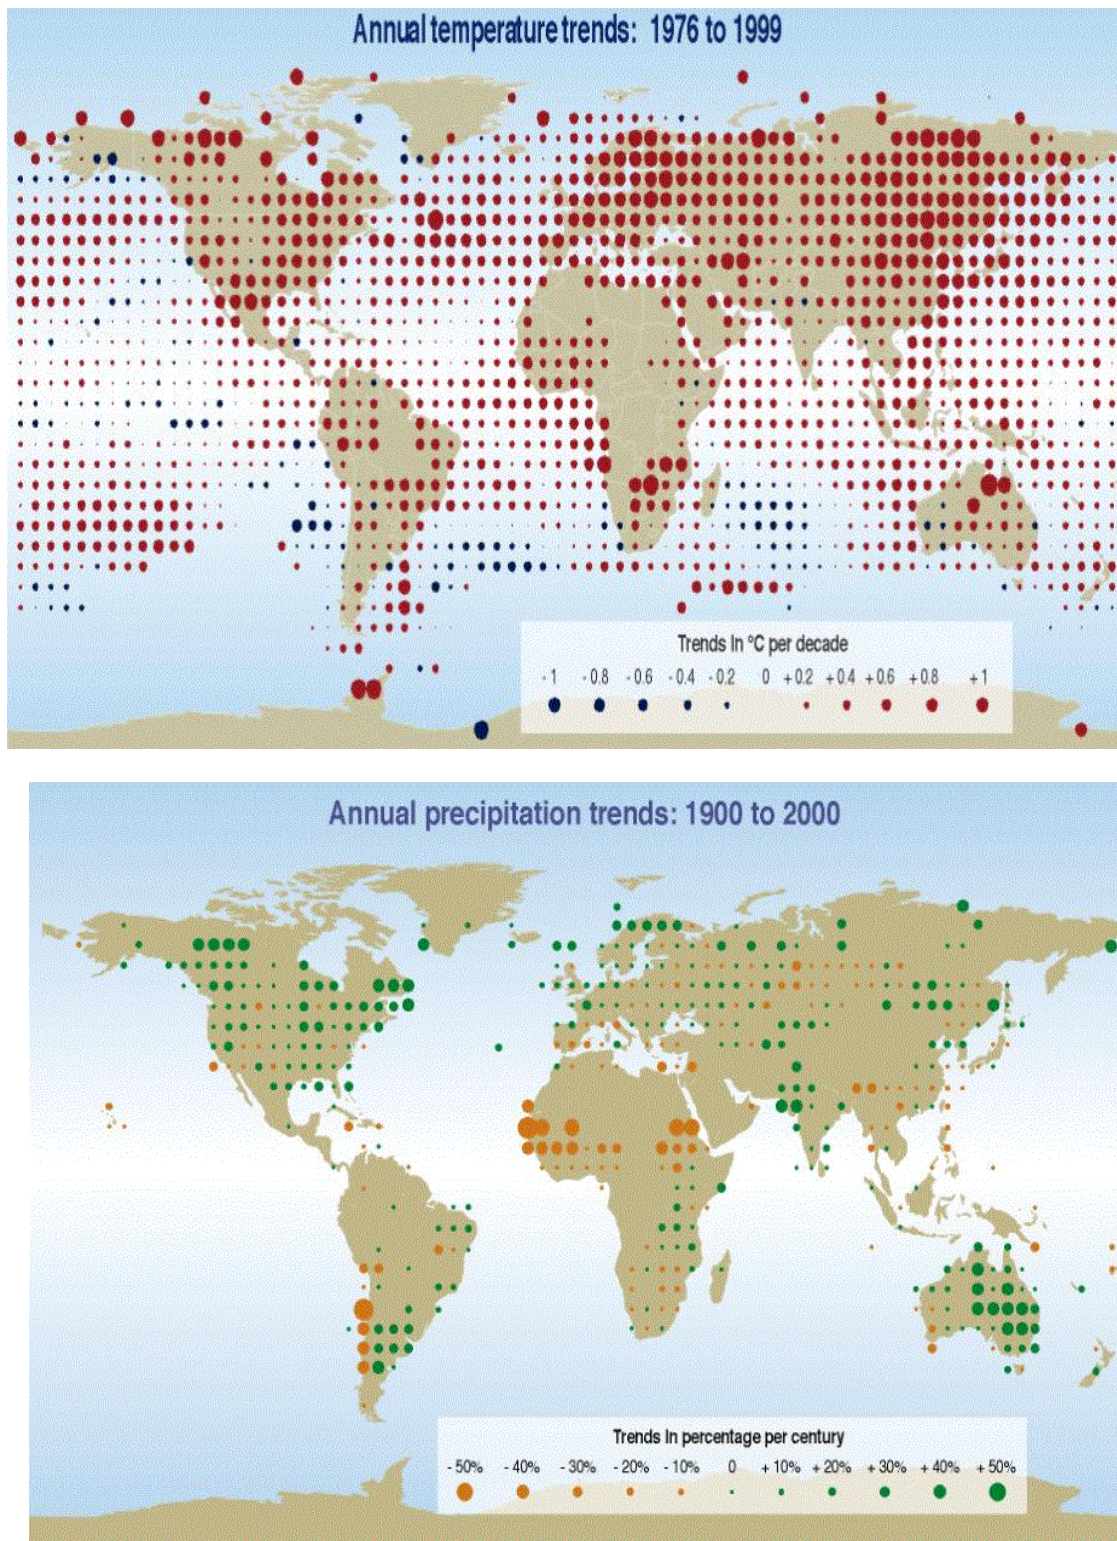 Annual temperature trends: 1976 to 1999
Trends In °C per decade
- 1 - 0.8 - 0.6 - 0.4 - 0.2 0 + 0.2 + 0.4 + 0.6 + 0.8 + 1
Annual precipitation trends: 1900 to 2000
Trends In percentage per century
- 50% - 40% - 30% - 20% - 10% 0 + 10% + 20% + 30% + 40% + 50%